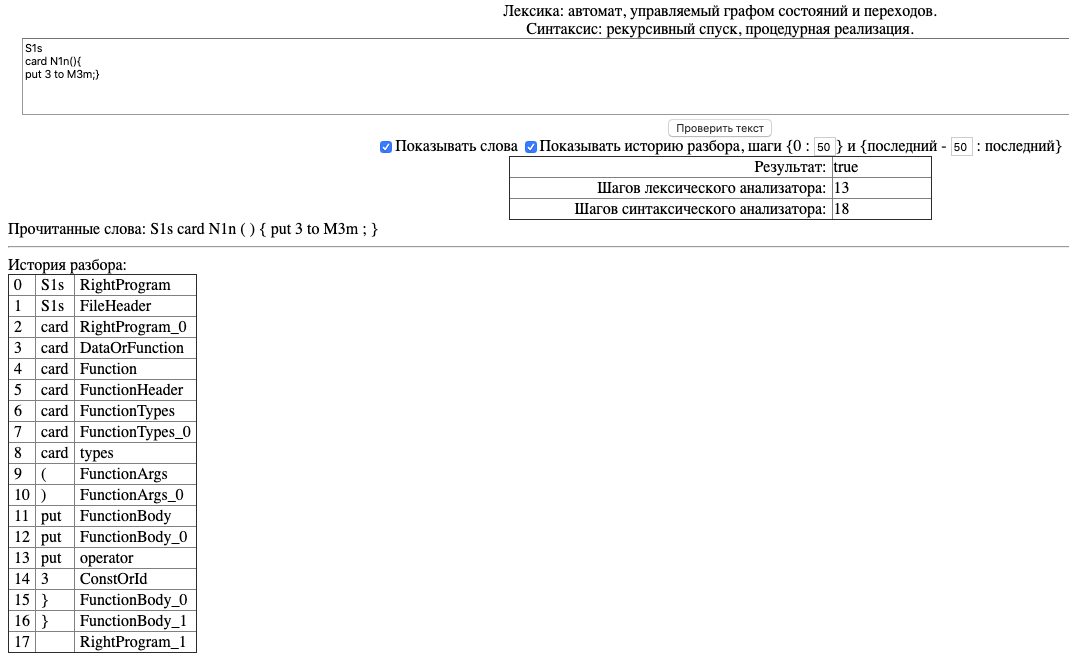 Лексика: автомат, управляемый графом состояний и переходов.
Синтаксис: рекурсивный спуск, процедурная реализация.
S1s
card N1n(){
put 3 to M3m;}
Проверить текст
Показывать слова Показывать историю разбора, шаги {0 : 50} и {последний - 50 : последний}
Результат: true
Шагов лексического анализатора: 13
Шагов синтаксического анализатора: 18
Прочитанные слова: S1s card N1n ( ) { put 3 to M3m ; }
История разбора:
0 S1s RightProgram
1 S1s FileHeader
2 card RightProgram_0
3 card DataOrFunction
4 card Function
5 card FunctionHeader
6 card FunctionTypes
7 card FunctionTypes_0
8 card types
9 ( FunctionArgs
10 ) FunctionArgs_0
11 put FunctionBody
12 put FunctionBody_0
13 put operator
14 3 ConstOrId
15 } FunctionBody_0
16 } FunctionBody_1
17 RightProgram_1